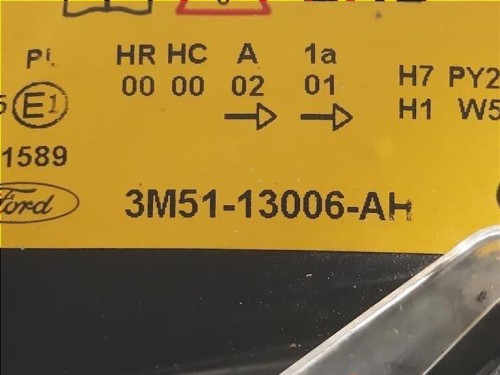 HR HC A 1a
00 00 02 01
H7 PY2
H1 W5
E1
1589
Ford 3M51-13006-AH